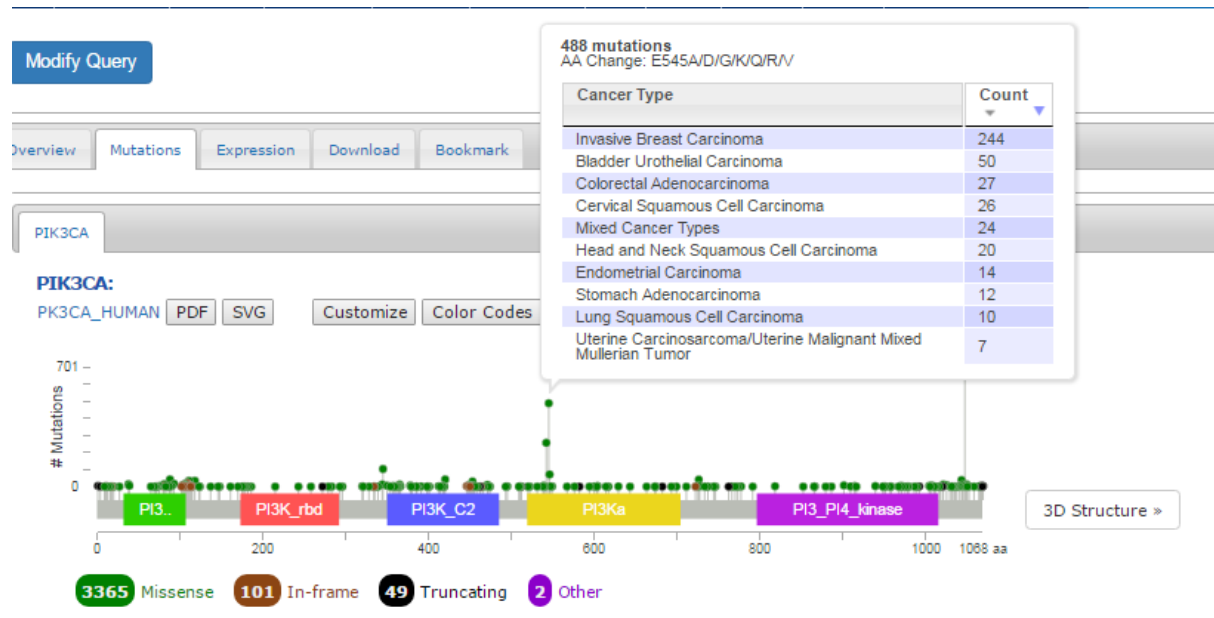 Modify Query
488 mutations
AA Change: E545A/D/G/K/Q/R/V
Cancer Type Count
Invasive Breast Carcinoma 244
Bladder Urothelial Carcinoma 50
Colorectal Adenocarcinoma 27
Cervical Squamous Cell Carcinoma 26
Mixed Cancer Types 24
Head and Neck Squamous Cell Carcinoma 20
Endometrial Carcinoma 14
Stomach Adenocarcinoma 12
Lung Squamous Cell Carcinoma 10
Uterine Carcinosarcoma/Uterine Malignant Mixed
Mullerian Tumor 7
Overview Mutations Expression Download Bookmark
PIK3CA
PIK3CA:
PK3CA_HUMAN PDF SVG Customize Color Codes
701
# Mutations
0
PI3.. PI3K_rbd PI3K_C2 PI3Ka PI3_PI4_kinase
3D Structure »
0 200 400 600 800 1000 1068 aa
3365 Missense 101 In-frame 49 Truncating 2 Other